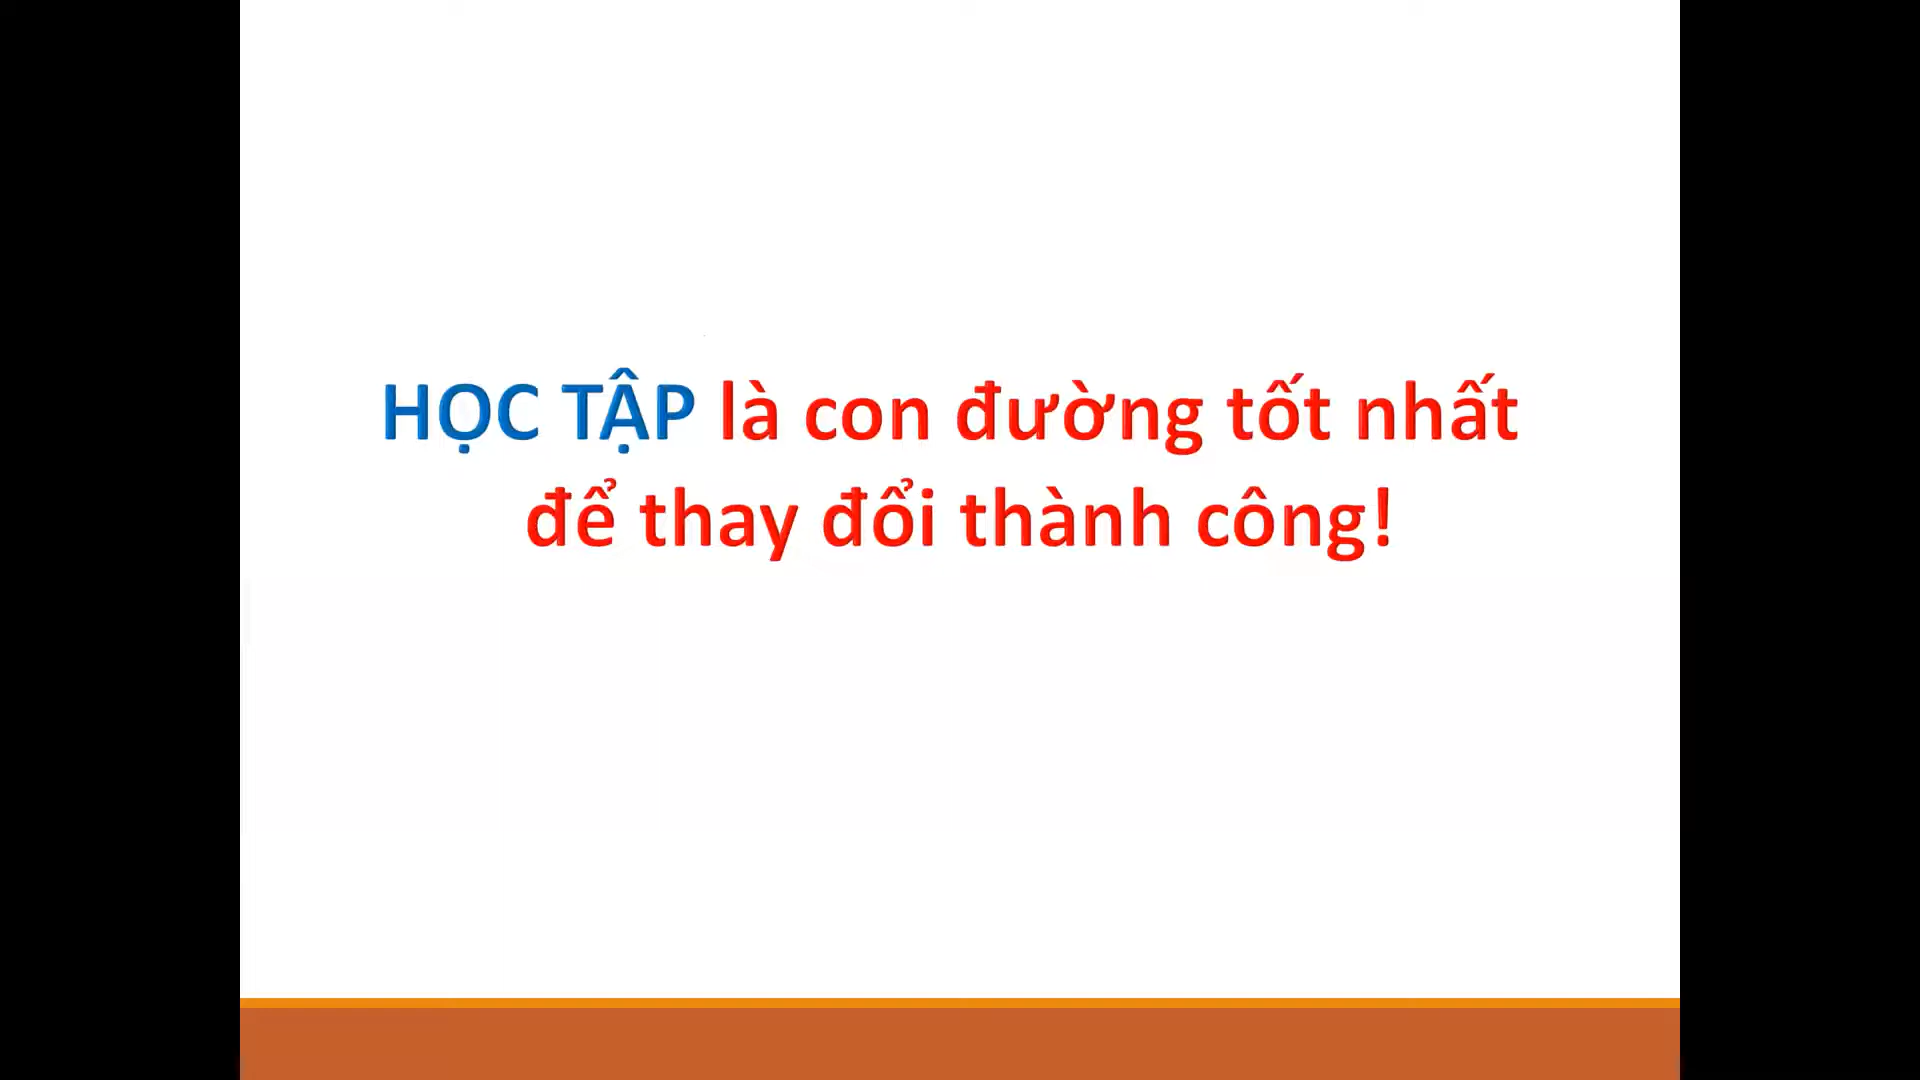 HỌC TẬP là con đường tốt nhất
để thay đổi thành công!